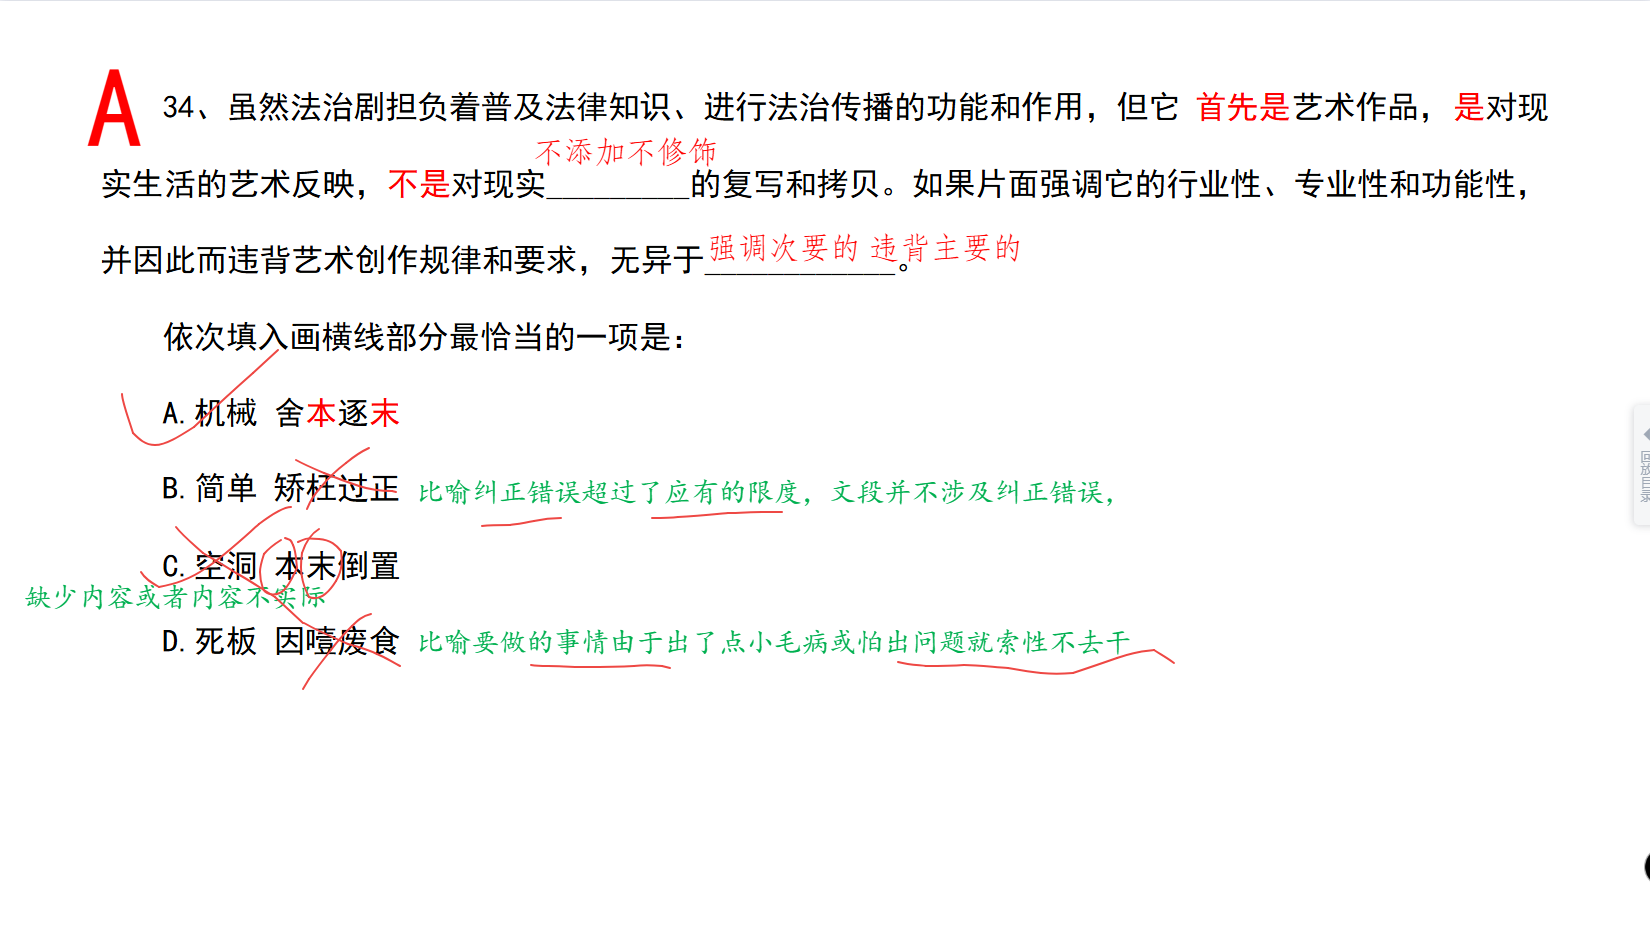 A
34、虽然法治剧担负着普及法律知识、进行法治传播的功能和作用，但它 首先是艺术作品，是对现
不添加不修饰
实生活的艺术反映，不是对现实_________的复写和拷贝。如果片面强调它的行业性、专业性和功能性，
强调次要的 违背主要的
并因此而违背艺术创作规律和要求，无异于____________。
依次填入画横线部分最恰当的一项是：
A. 机械 舍本逐末
B. 简单 矫枉过正 比喻纠正错误超过了应有的限度，文段并不涉及纠正错误，
C. 空洞 本末倒置
缺少内容或者内容不实际
D. 死板 因噎废食 比喻要做的事情由于出了点小毛病或怕出问题就索性不去干
回放目录